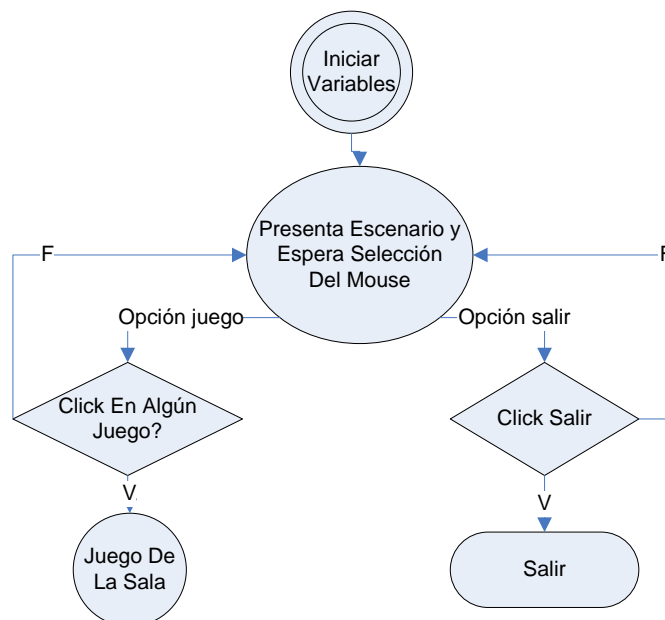 Iniciar
Variables
Presenta Escenario y
Espera Selección
Del Mouse
F
F
Opción juego
Opción salir
Click En Algún
Juego?
Click Salir
V
V
Juego De
La Sala
Salir